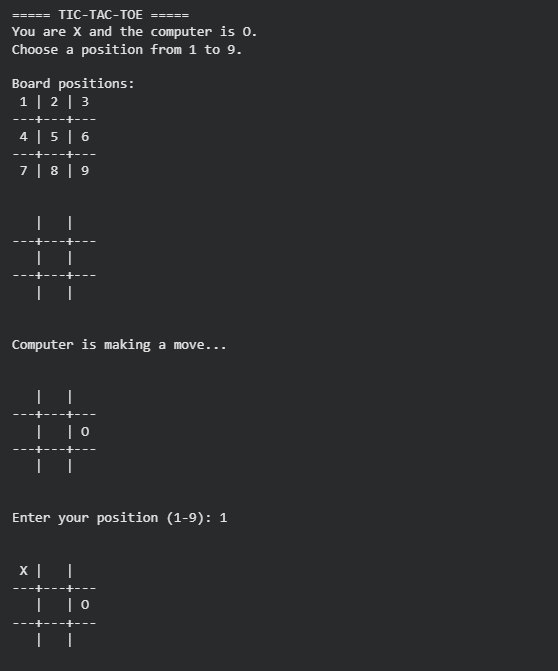 ===== TIC-TAC-TOE =====
You are X and the computer is O.
Choose a position from 1 to 9.

Board positions:
 1 | 2 | 3
---+---+---
 4 | 5 | 6
---+---+---
 7 | 8 | 9


   |   |
---+---+---
   |   |
---+---+---
   |   |


Computer is making a move...


   |   |
---+---+---
   |   | O
---+---+---
   |   |


Enter your position (1-9): 1


 X |   |
---+---+---
   |   | O
---+---+---
   |   |